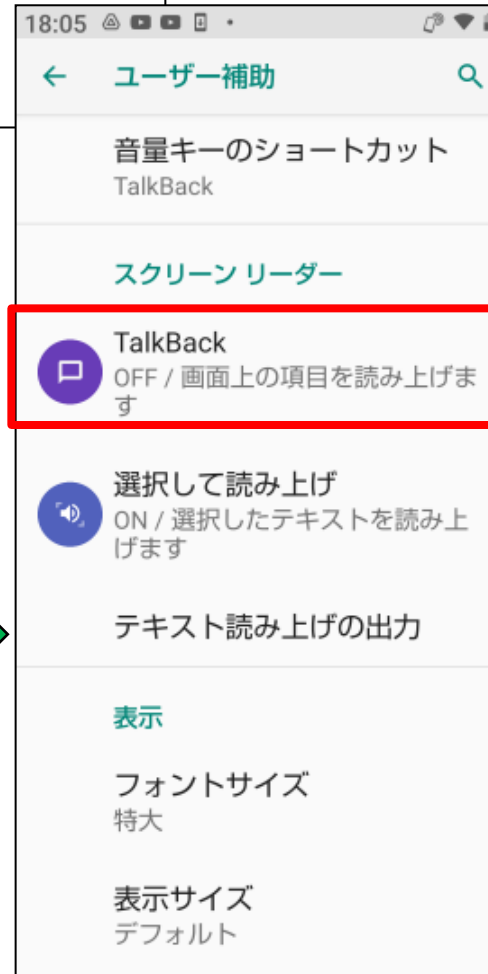 18:05
ユーザー補助
音量キーのショートカット
TalkBack
スクリーン リーダー
TalkBack
OFF / 画面上の項目を読み上げま
す
選択して読み上げ
ON / 選択したテキストを読み上
げます
テキスト読み上げの出力
表示
フォントサイズ
特大
表示サイズ
デフォルト